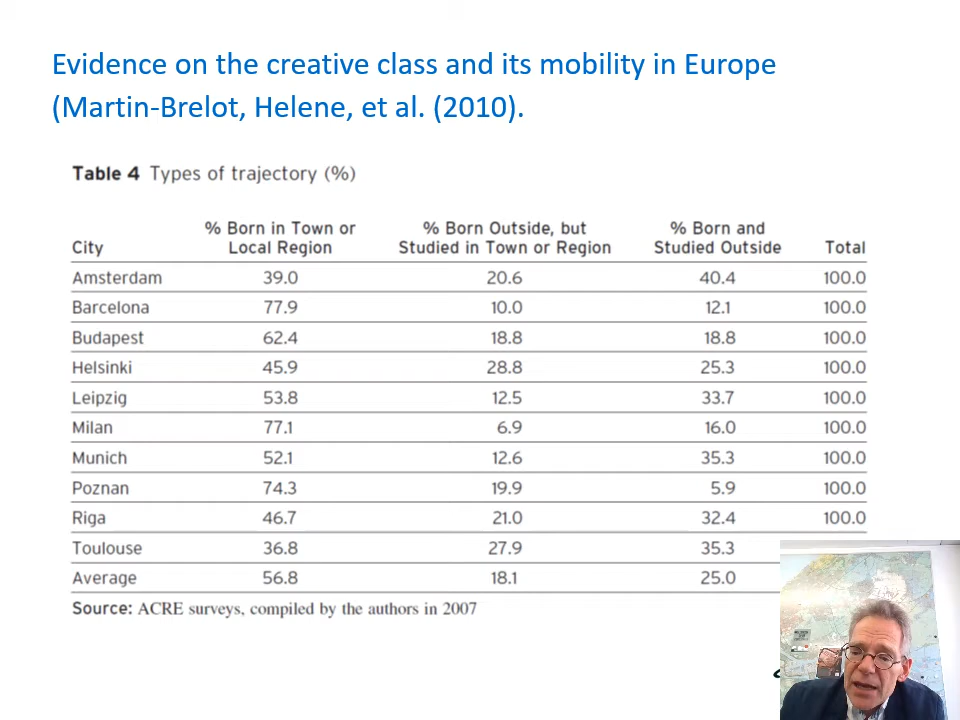 Evidence on the creative class and its mobility in Europe
(Martin-Brelot, Helene, et al. (2010).
Table 4 Types of trajectory (%)
City % Born in Town or Local Region % Born Outside, but Studied in Town or Region % Born and Studied Outside Total
Amsterdam 39.0 20.6 40.4 100.0
Barcelona 77.9 10.0 12.1 100.0
Budapest 62.4 18.8 18.8 100.0
Helsinki 45.9 28.8 25.3 100.0
Leipzig 53.8 12.5 33.7 100.0
Milan 77.1 6.9 16.0 100.0
Munich 52.1 12.6 35.3 100.0
Poznan 74.3 19.9 5.9 100.0
Riga 46.7 21.0 32.4 100.0
Toulouse 36.8 27.9 35.3
Average 56.8 18.1 25.0
Source: ACRE surveys, compiled by the authors in 2007